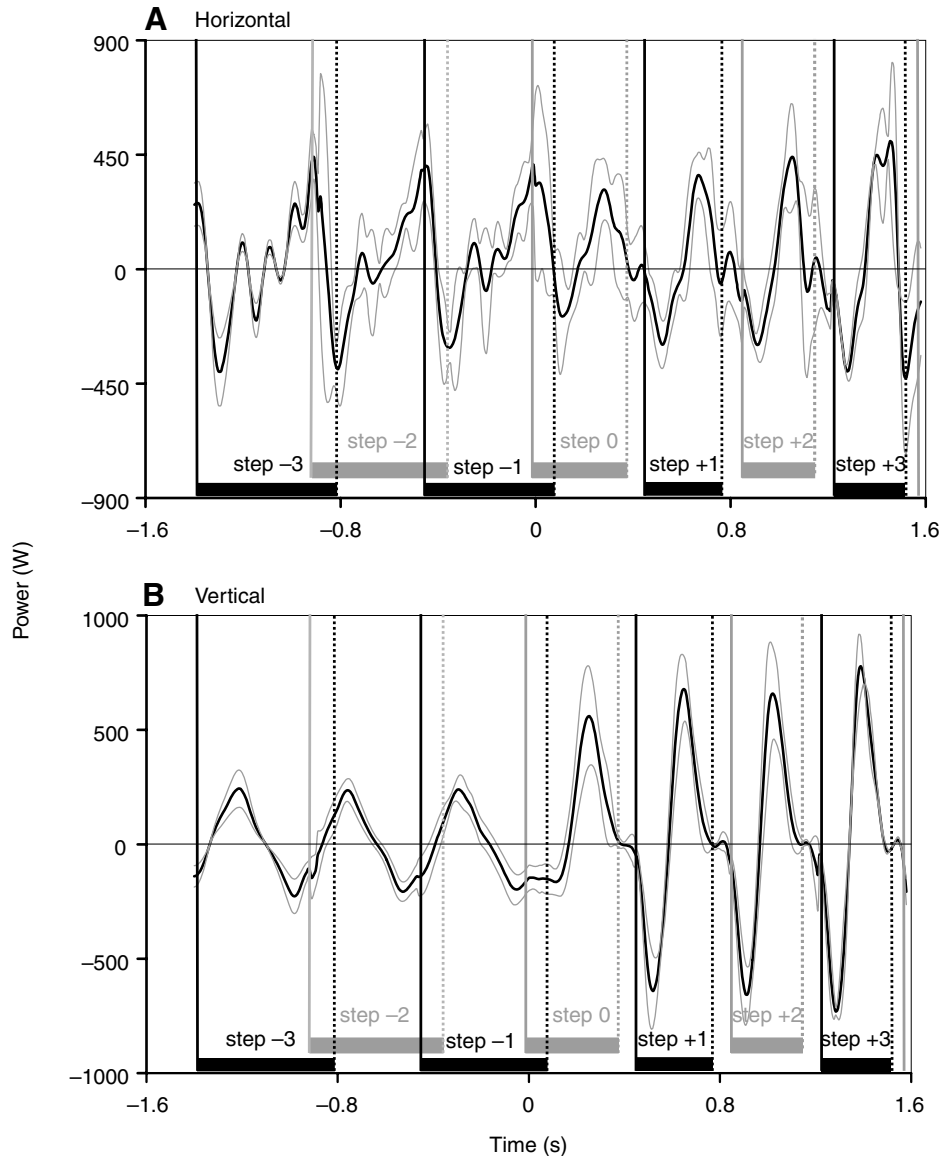 A Horizontal
900
450
0
−450
−900
step −3
step −2
step −1
step 0
step +1
step +2
step +3
−1.6
−0.8
0
0.8
1.6
Power (W)
B Vertical
1000
500
0
−500
−1000
step −3
step −2
step −1
step 0
step +1
step +2
step +3
−1.6
−0.8
0
0.8
1.6
Time (s)